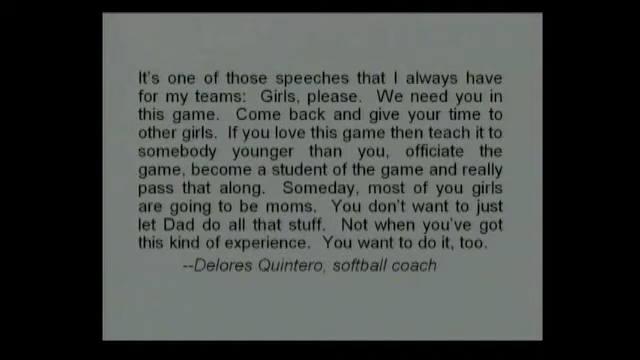 It's one of those speeches that I always have
for my teams: Girls, please. We need you in
this game. Come back and give your time to
other girls. If you love this game then teach it to
somebody younger than you, officiate the
game, become a student of the game and really
pass that along. Someday, most of you girls
are going to be moms. You don't want to just
let Dad do all that stuff. Not when you've got
this kind of experience. You want to do it, too.
--Delores Quintero, softball coach